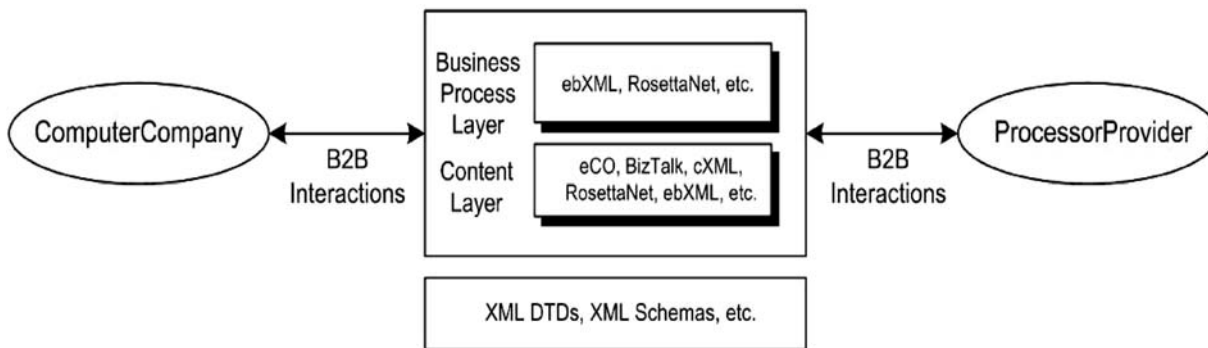 ComputerCompany
B2B
Interactions
Business
Process
Layer
ebXML, RosettaNet, etc.
Content
Layer
eCO, BizTalk, cXML,
RosettaNet, ebXML, etc.
B2B
Interactions
ProcessorProvider
XML DTDs, XML Schemas, etc.